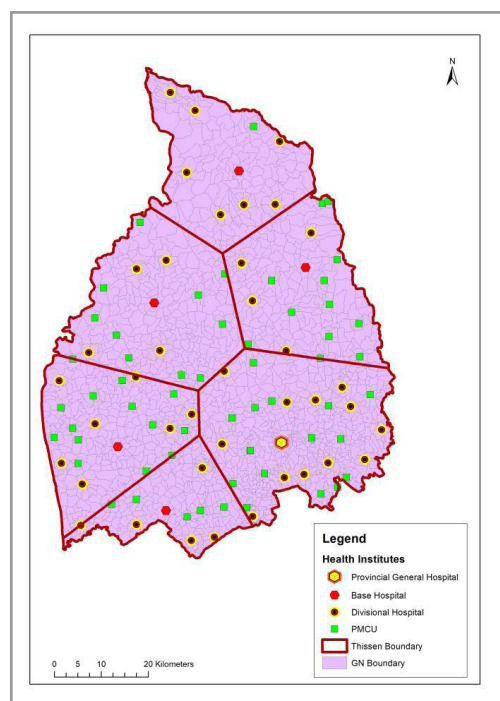 N
Legend
Health Institutes
Provincial General Hospital
Base Hospital
Divisional Hospital
PMCU
Thissen Boundary
GN Boundary
0 5 10 20 Kilometers